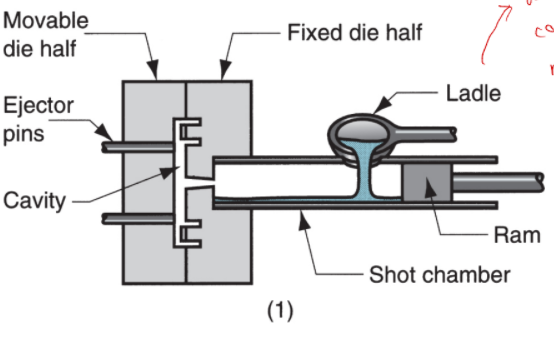 Movable
die half
Fixed die half
Ladle
Ejector
pins
Cavity
Ram
Shot chamber
(1)